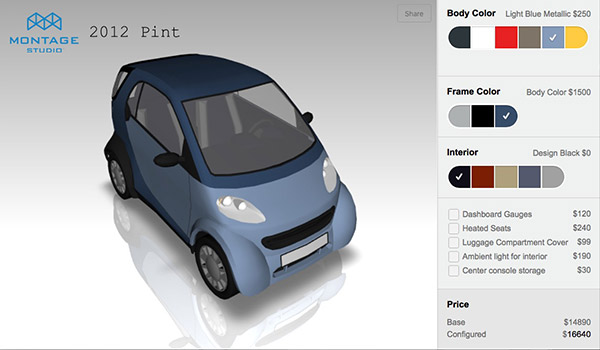 MONTAGE
STUDIO
2012 Pint
Share
Body Color Light Blue Metallic $250
Frame Color Body Color $1500
Interior Design Black $0
Dashboard Gauges $120
Heated Seats $240
Luggage Compartment Cover $99
Ambient light for interior $190
Center console storage $30
Price
Base $14890
Configured $16640